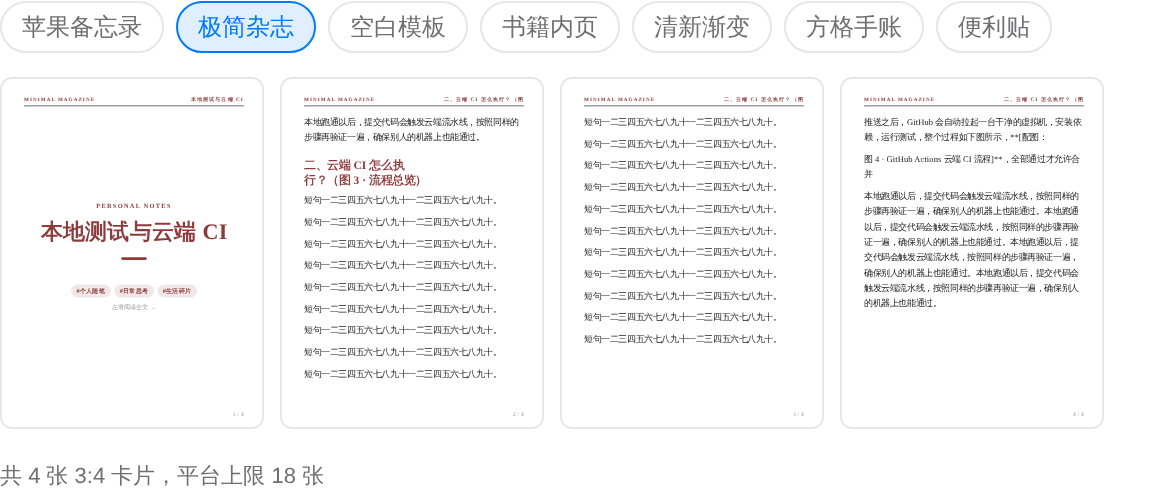 苹果备忘录
极简杂志
空白模板
书籍内页
清新渐变
方格手账
便利贴
MINIMAL MAGAZINE
本地测试与云端 CI
PERSONAL NOTES
本地测试与云端 CI
#个人随笔
#日常思考
#生活碎片
左滑阅读全文 →
1 / 4
MINIMAL MAGAZINE
二、云端 CI 怎么执行？（图
本地跑通以后，提交代码会触发云端流水线，按照同样的
步骤再验证一遍，确保别人的机器上也能通过。
二、云端 CI 怎么执
行？（图 3 · 流程总览）
短句一二三四五六七八九十一二三四五六七八九十。
短句一二三四五六七八九十一二三四五六七八九十。
短句一二三四五六七八九十一二三四五六七八九十。
短句一二三四五六七八九十一二三四五六七八九十。
短句一二三四五六七八九十一二三四五六七八九十。
短句一二三四五六七八九十一二三四五六七八九十。
短句一二三四五六七八九十一二三四五六七八九十。
短句一二三四五六七八九十一二三四五六七八九十。
短句一二三四五六七八九十一二三四五六七八九十。
2 / 4
MINIMAL MAGAZINE
二、云端 CI 怎么执行？（图
短句一二三四五六七八九十一二三四五六七八九十。
短句一二三四五六七八九十一二三四五六七八九十。
短句一二三四五六七八九十一二三四五六七八九十。
短句一二三四五六七八九十一二三四五六七八九十。
短句一二三四五六七八九十一二三四五六七八九十。
短句一二三四五六七八九十一二三四五六七八九十。
短句一二三四五六七八九十一二三四五六七八九十。
短句一二三四五六七八九十一二三四五六七八九十。
短句一二三四五六七八九十一二三四五六七八九十。
短句一二三四五六七八九十一二三四五六七八九十。
短句一二三四五六七八九十一二三四五六七八九十。
3 / 4
MINIMAL MAGAZINE
二、云端 CI 怎么执行？（图
推送之后，GitHub 会自动拉起一台干净的虚拟机，安装依
赖，运行测试，整个过程如下图所示，**[配图：
图 4 · GitHub Actions 云端 CI 流程]**，全部通过才允许合
并
本地跑通以后，提交代码会触发云端流水线，按照同样的
步骤再验证一遍，确保别人的机器上也能通过。本地跑通
以后，提交代码会触发云端流水线，按照同样的步骤再验
证一遍，确保别人的机器上也能通过。本地跑通以后，提
交代码会触发云端流水线，按照同样的步骤再验证一遍，
确保别人的机器上也能通过。本地跑通以后，提交代码会
触发云端流水线，按照同样的步骤再验证一遍，确保别人
的机器上也能通过。
4 / 4
共 4 张 3:4 卡片，平台上限 18 张